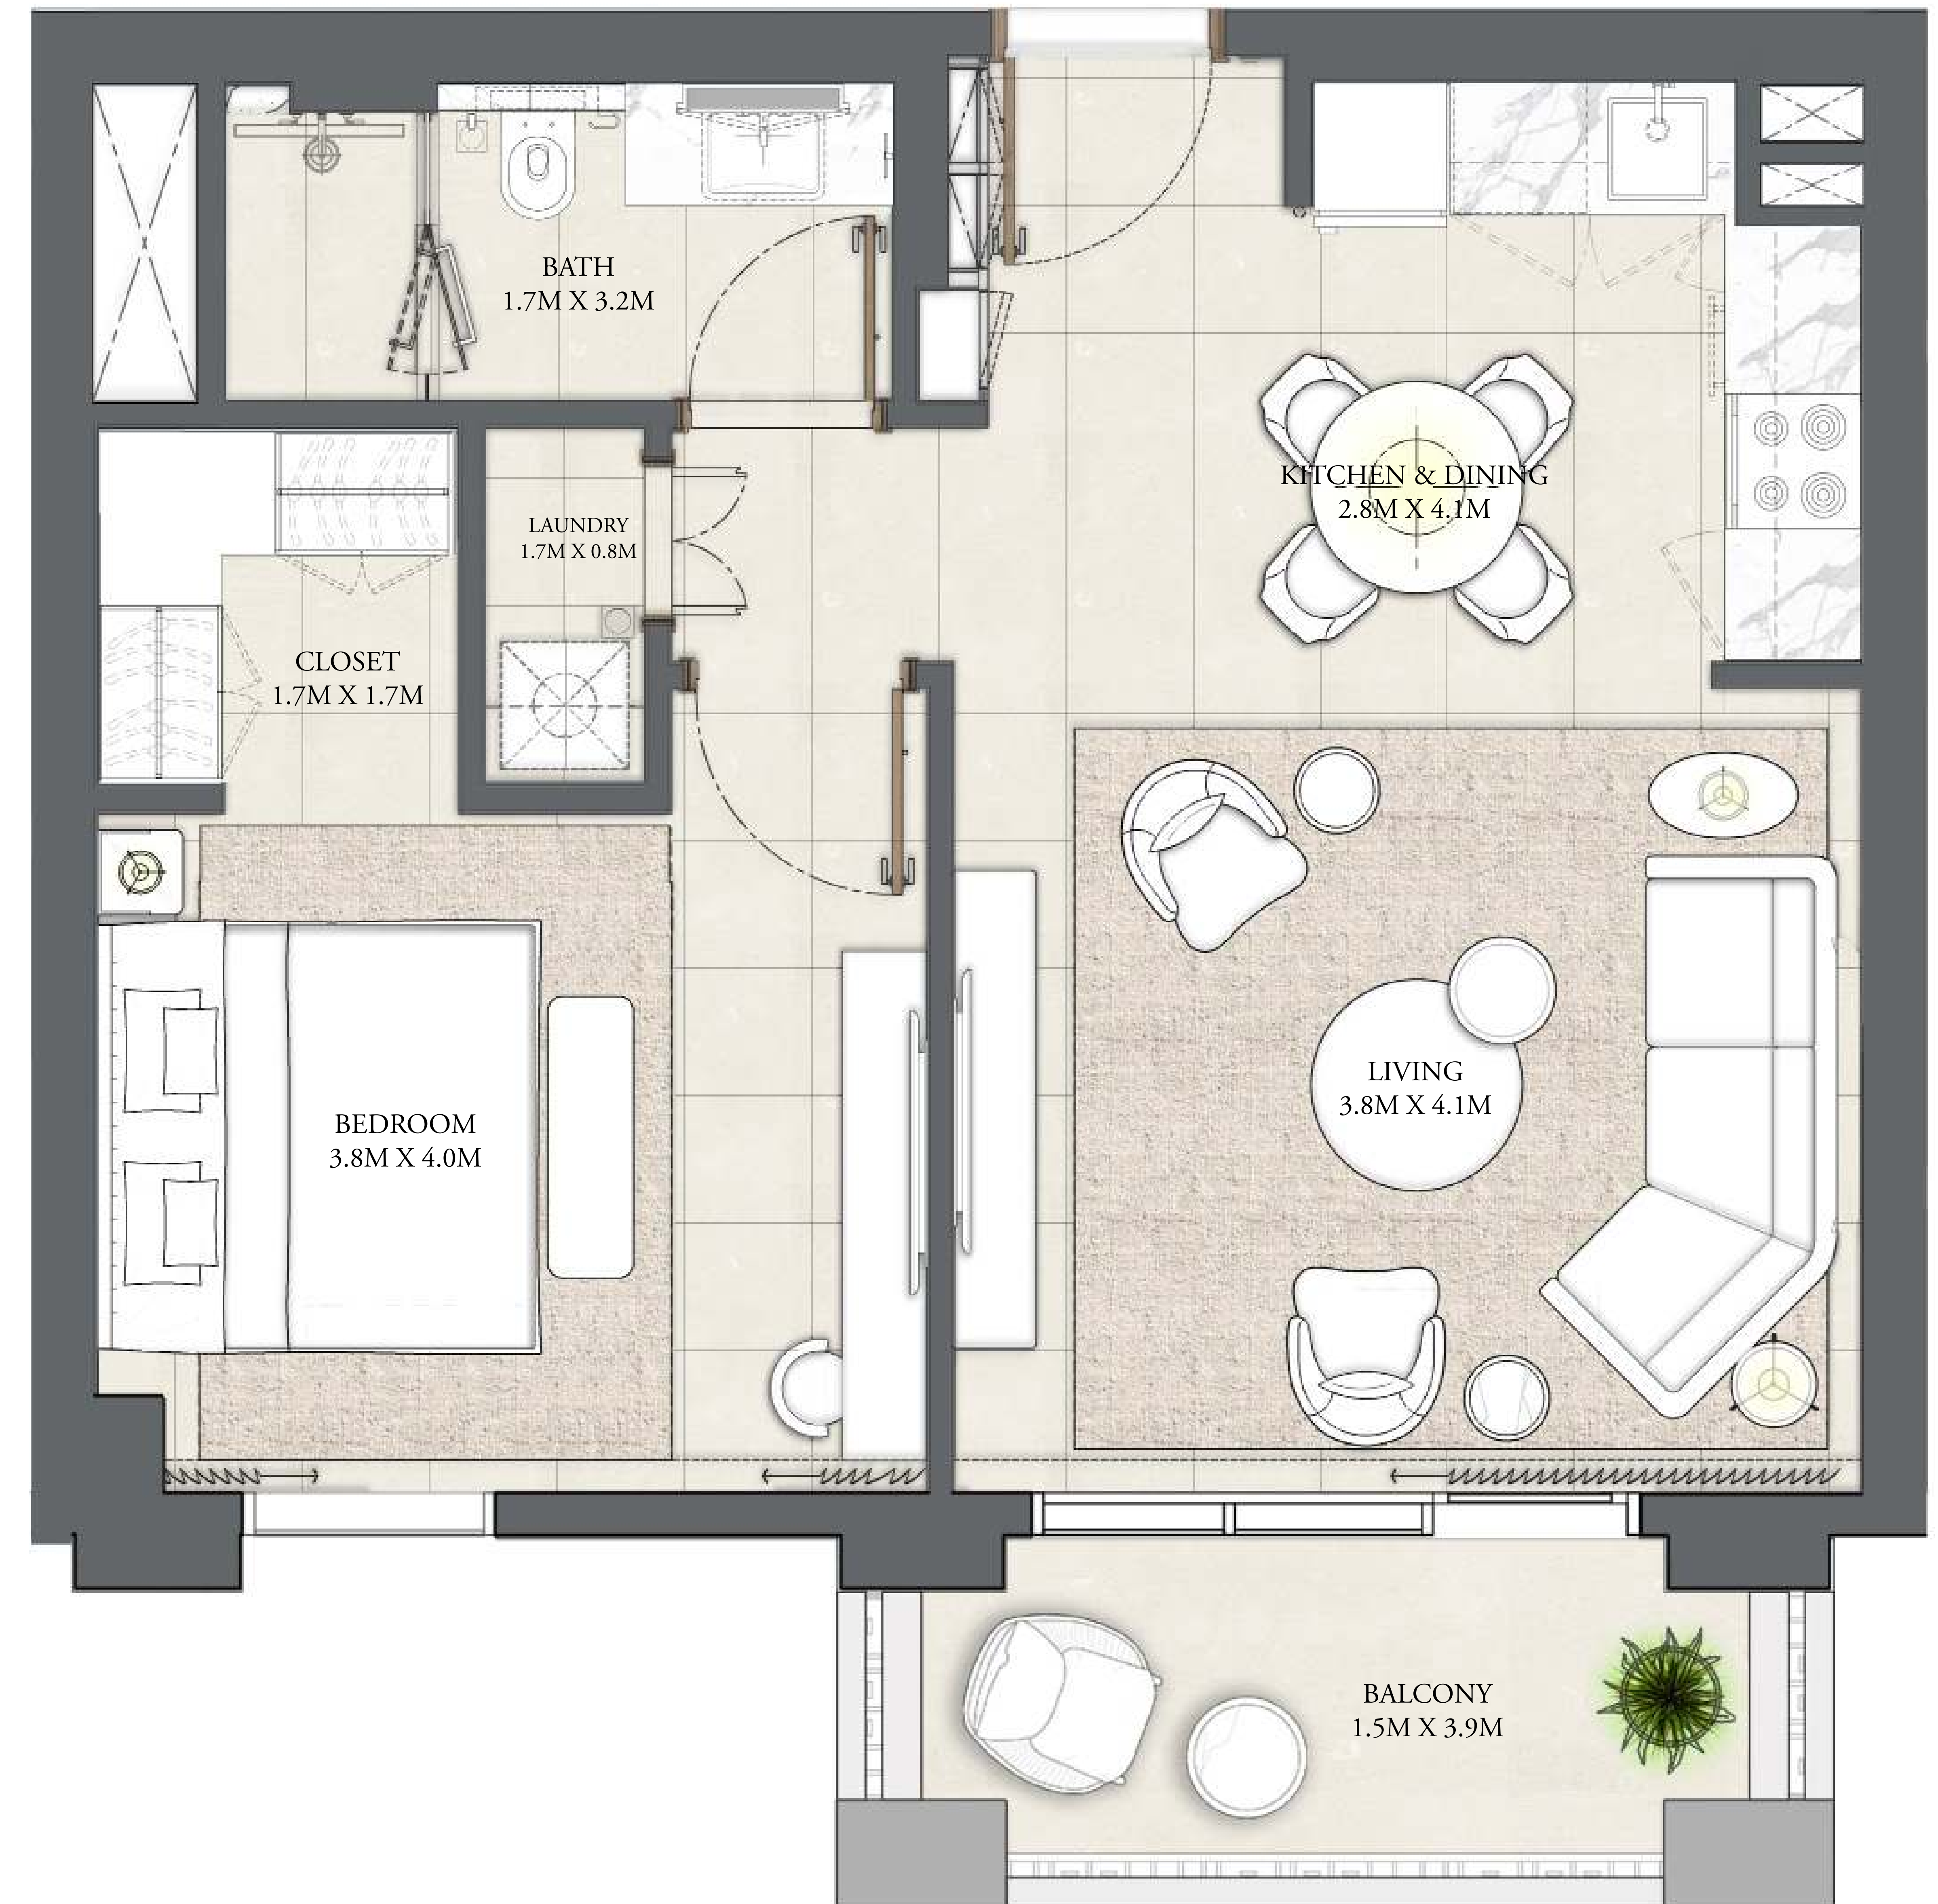 BATH
1.7M X 3.2M
KITCHEN & DINING
2.8M X 4.1M
LAUNDRY
1.7M X 0.8M
CLOSET
1.7M X 1.7M
LIVING
3.8M X 4.1M
BEDROOM
3.8M X 4.0M
BALCONY
1.5M X 3.9M